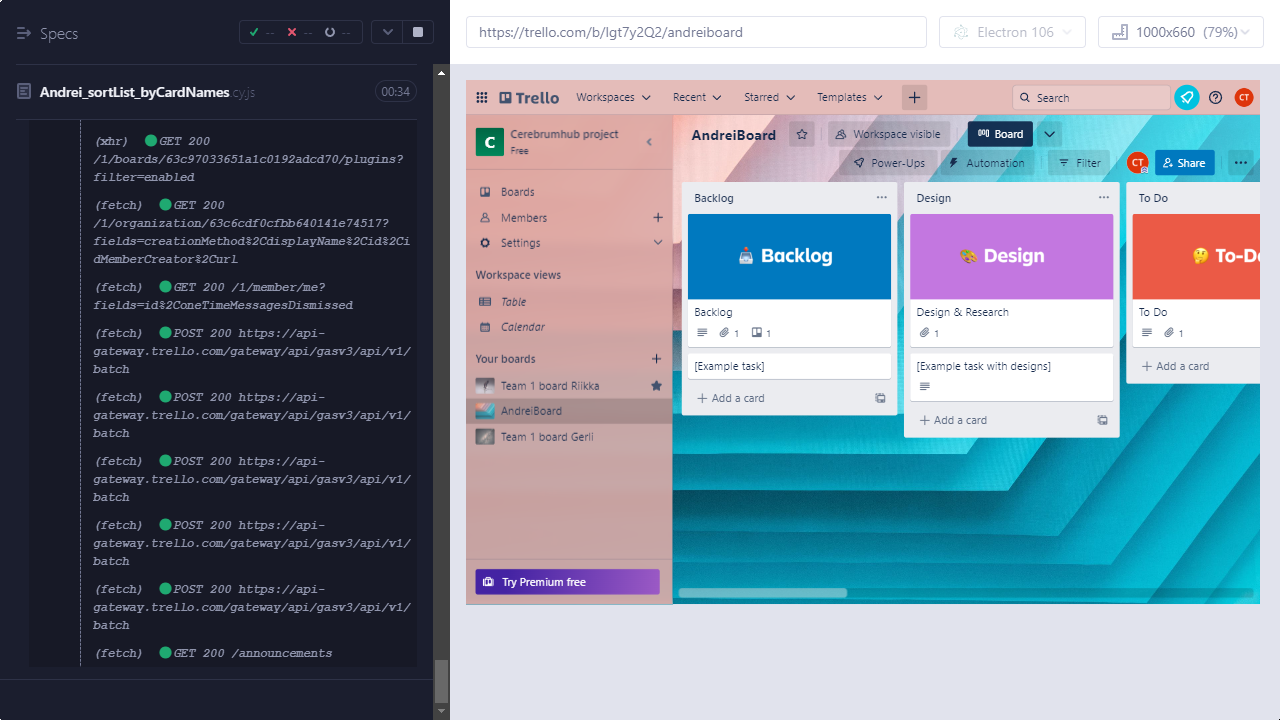 Specs
--
--
--
Andrei_sortList_byCardNames.cy.js
00:34
(xhr) GET 200
/1/boards/63c97033651a1c0192adcd70/plugins?
filter=enabled
(fetch) GET 200
/1/organization/63c6cdf0cfbb640141e74517?
fields=creationMethod%2CdisplayName%2Cid%2Ci
dMemberCreator%2Curl
(fetch) GET 200 /1/member/me?
fields=id%2ConeTimeMessagesDismissed
(fetch) POST 200 https://api-
gateway.trello.com/gateway/api/gasv3/api/v1/
batch
(fetch) POST 200 https://api-
gateway.trello.com/gateway/api/gasv3/api/v1/
batch
(fetch) POST 200 https://api-
gateway.trello.com/gateway/api/gasv3/api/v1/
batch
(fetch) POST 200 https://api-
gateway.trello.com/gateway/api/gasv3/api/v1/
batch
(fetch) POST 200 https://api-
gateway.trello.com/gateway/api/gasv3/api/v1/
batch
(fetch) GET 200 /announcements
https://trello.com/b/Igt7y2Q2/andreiboard
Electron 106
1000x660 (79%)
Trello
Workspaces
Recent
Starred
Templates
Search
CT
C
Cerebrumhub project
Free
Boards
Members
Settings
Workspace views
Table
Calendar
Your boards
Team 1 board Riikka
AndreiBoard
Team 1 board Gerli
Try Premium free
AndreiBoard
Workspace visible
Board
Power-Ups
Automation
Filter
CT
Share
Backlog
Backlog
Backlog
1
1
[Example task]
Add a card
Design
Design
Design & Research
1
[Example task with designs]
Add a card
To Do
To-Do
To Do
1
Add a card